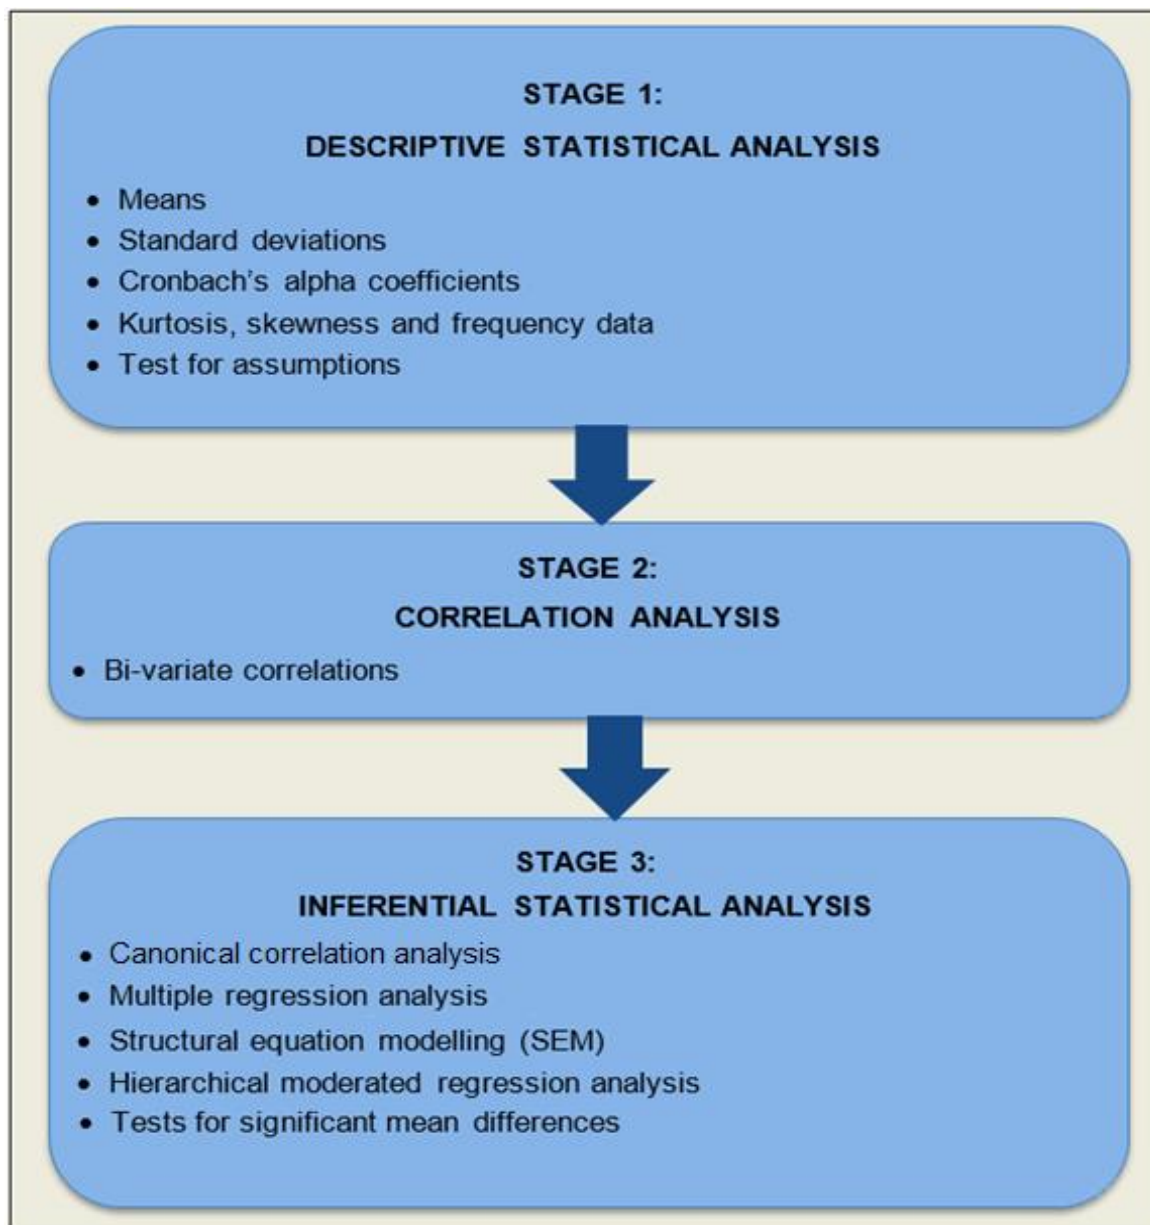 STAGE 1:
DESCRIPTIVE STATISTICAL ANALYSIS
• Means
• Standard deviations
• Cronbach’s alpha coefficients
• Kurtosis, skewness and frequency data
• Test for assumptions
STAGE 2:
CORRELATION ANALYSIS
• Bi-variate correlations
STAGE 3:
INFERENTIAL STATISTICAL ANALYSIS
• Canonical correlation analysis
• Multiple regression analysis
• Structural equation modelling (SEM)
• Hierarchical moderated regression analysis
• Tests for significant mean differences